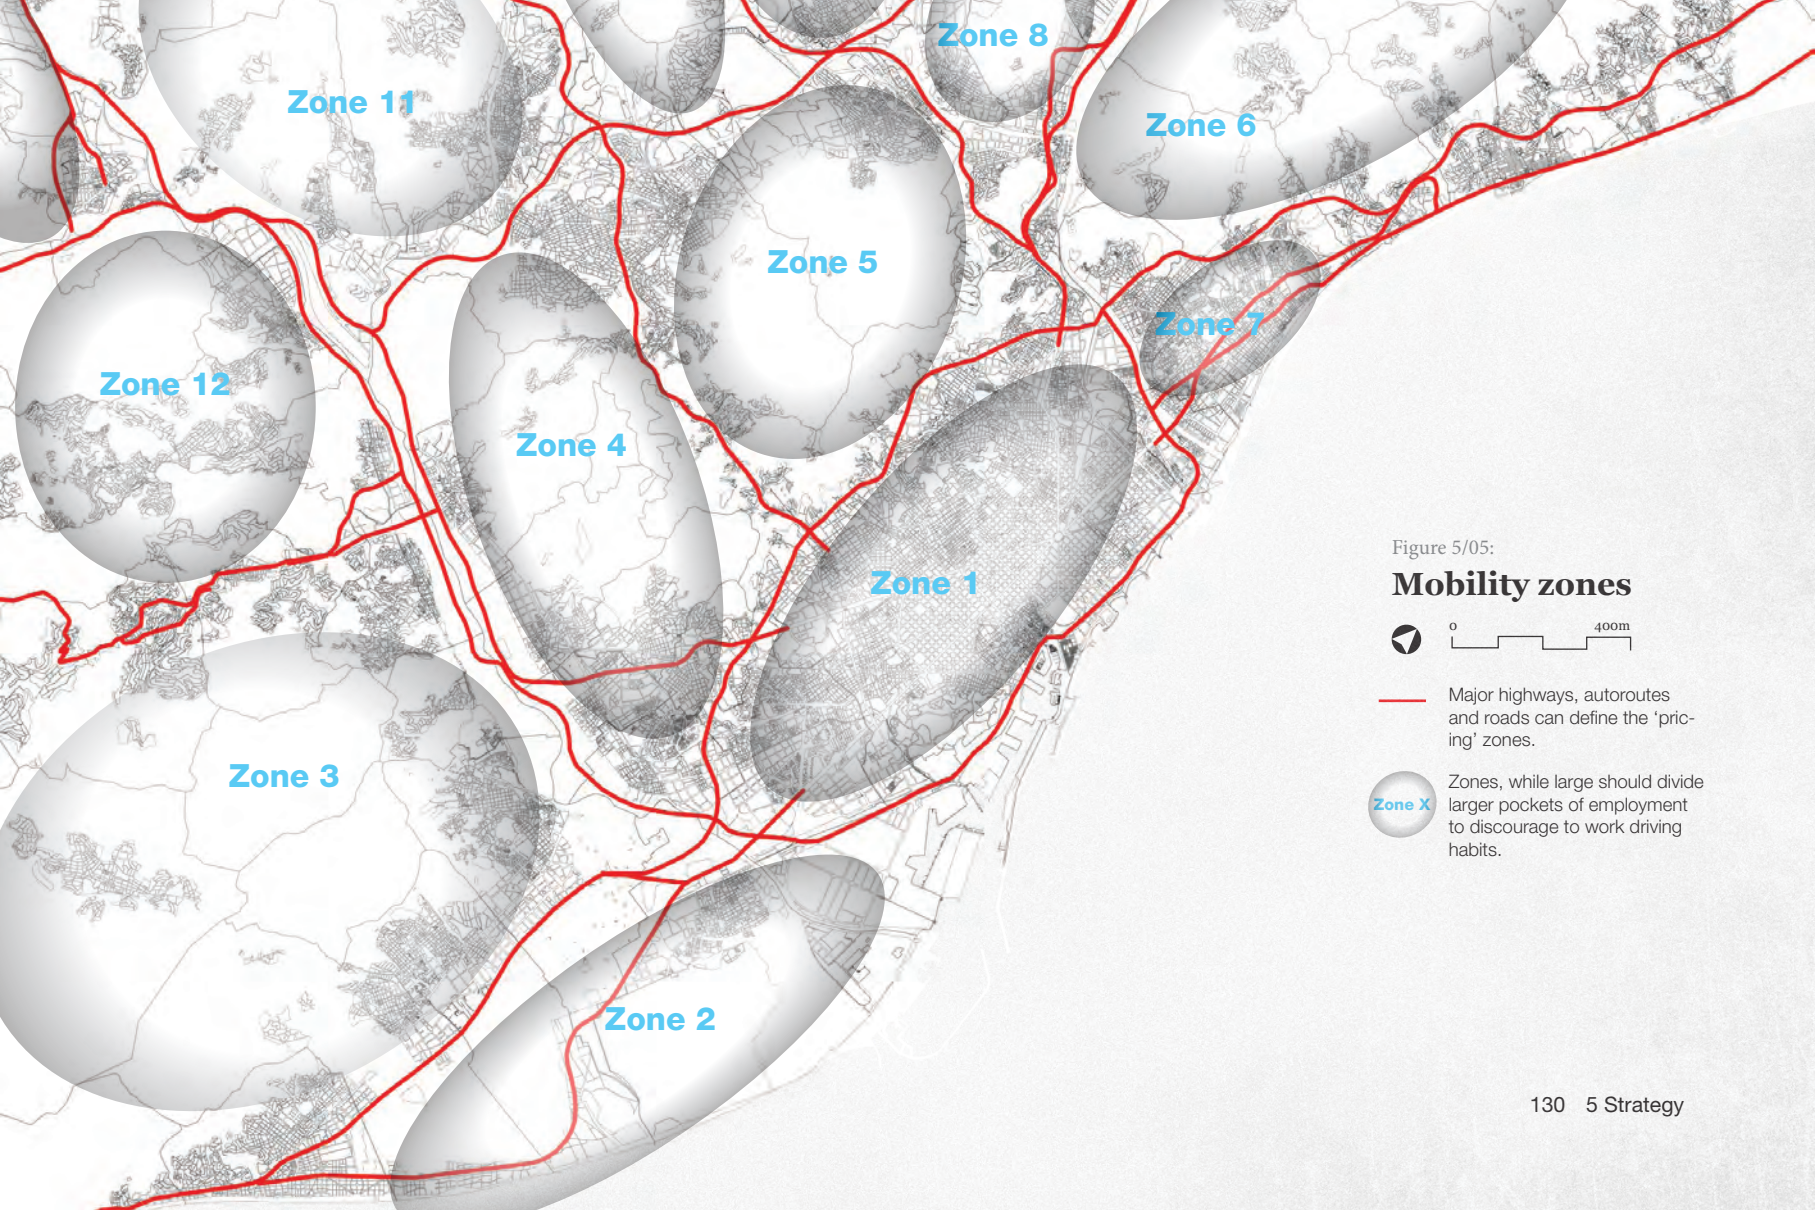 Zone 8
Zone 11
Zone 6
Zone 5
Zone 7
Zone 12
Zone 4
Zone 1
Zone 3
Zone 2
Figure 5/05:
Mobility zones
0 400m
Major highways, autoroutes
and roads can define the ‘pric-
ing’ zones.
Zone X
Zones, while large should divide
larger pockets of employment
to discourage to work driving
habits.
130 5 Strategy